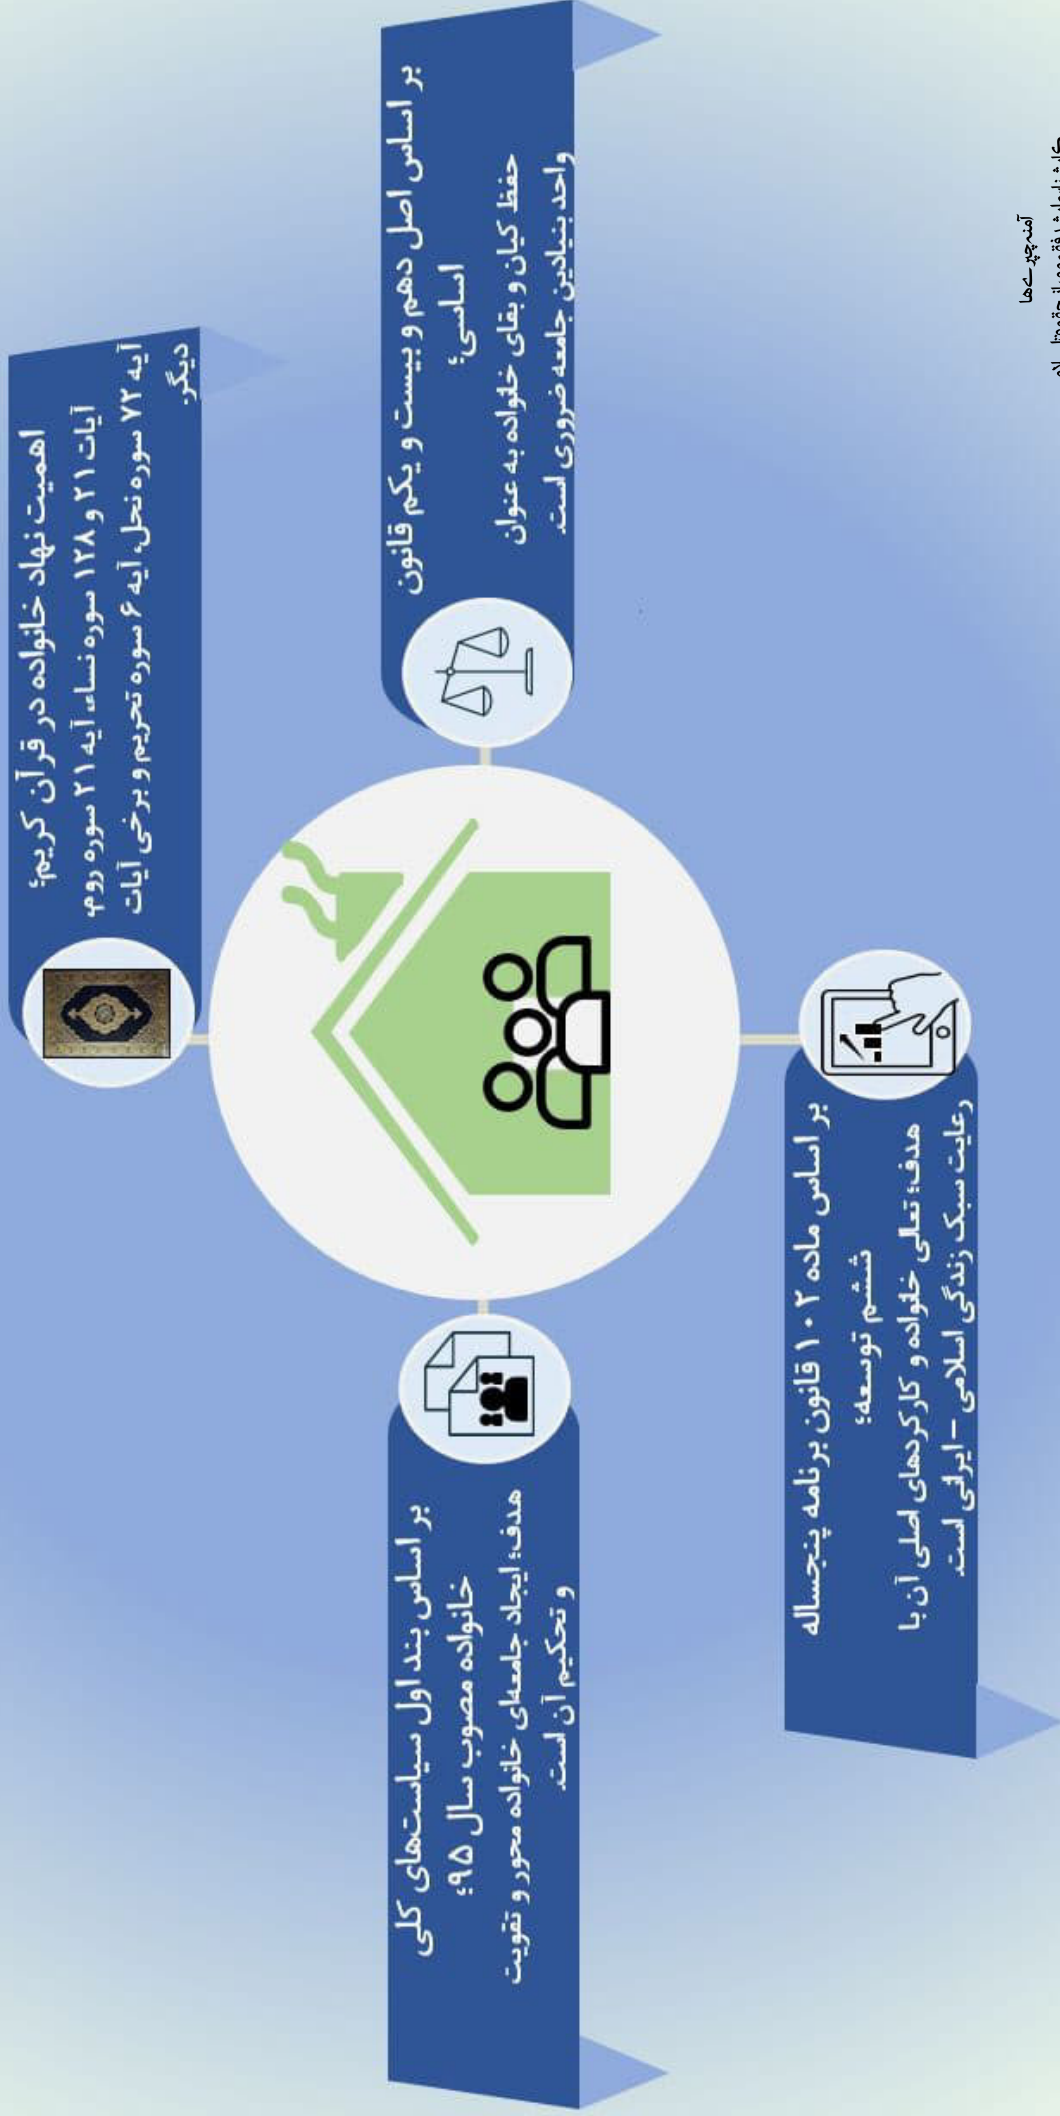 اهمیت نهاد خانواده در قرآن کریم؛
آیات ۲۱ و ۱۲۸ سوره نساء، آیه ۲۱ سوره روم،
آیه ۷۲ سوره نحل، آیه ۶ سوره تحریم و برخی آیات
دیگر.
بر اساس اصل دهم و بیست و یکم قانون
اساسی؛
حفظ کیان و بقای خانواده به عنوان
واحد بنیادین جامعه ضروری است.
بر اساس بند اول سیاست‌های کلی
خانواده مصوب سال ۹۵؛
هدف؛ ایجاد جامعه‌ای خانواده محور و تقویت
و تحکیم آن است.
بر اساس ماده ۱۰۲ قانون برنامه پنجساله
ششم توسعه؛
هدف؛ تعالی خانواده و کارکردهای اصلی آن با
رعایت سبک زندگی اسلامی – ایرانی است.
آمنه چپر